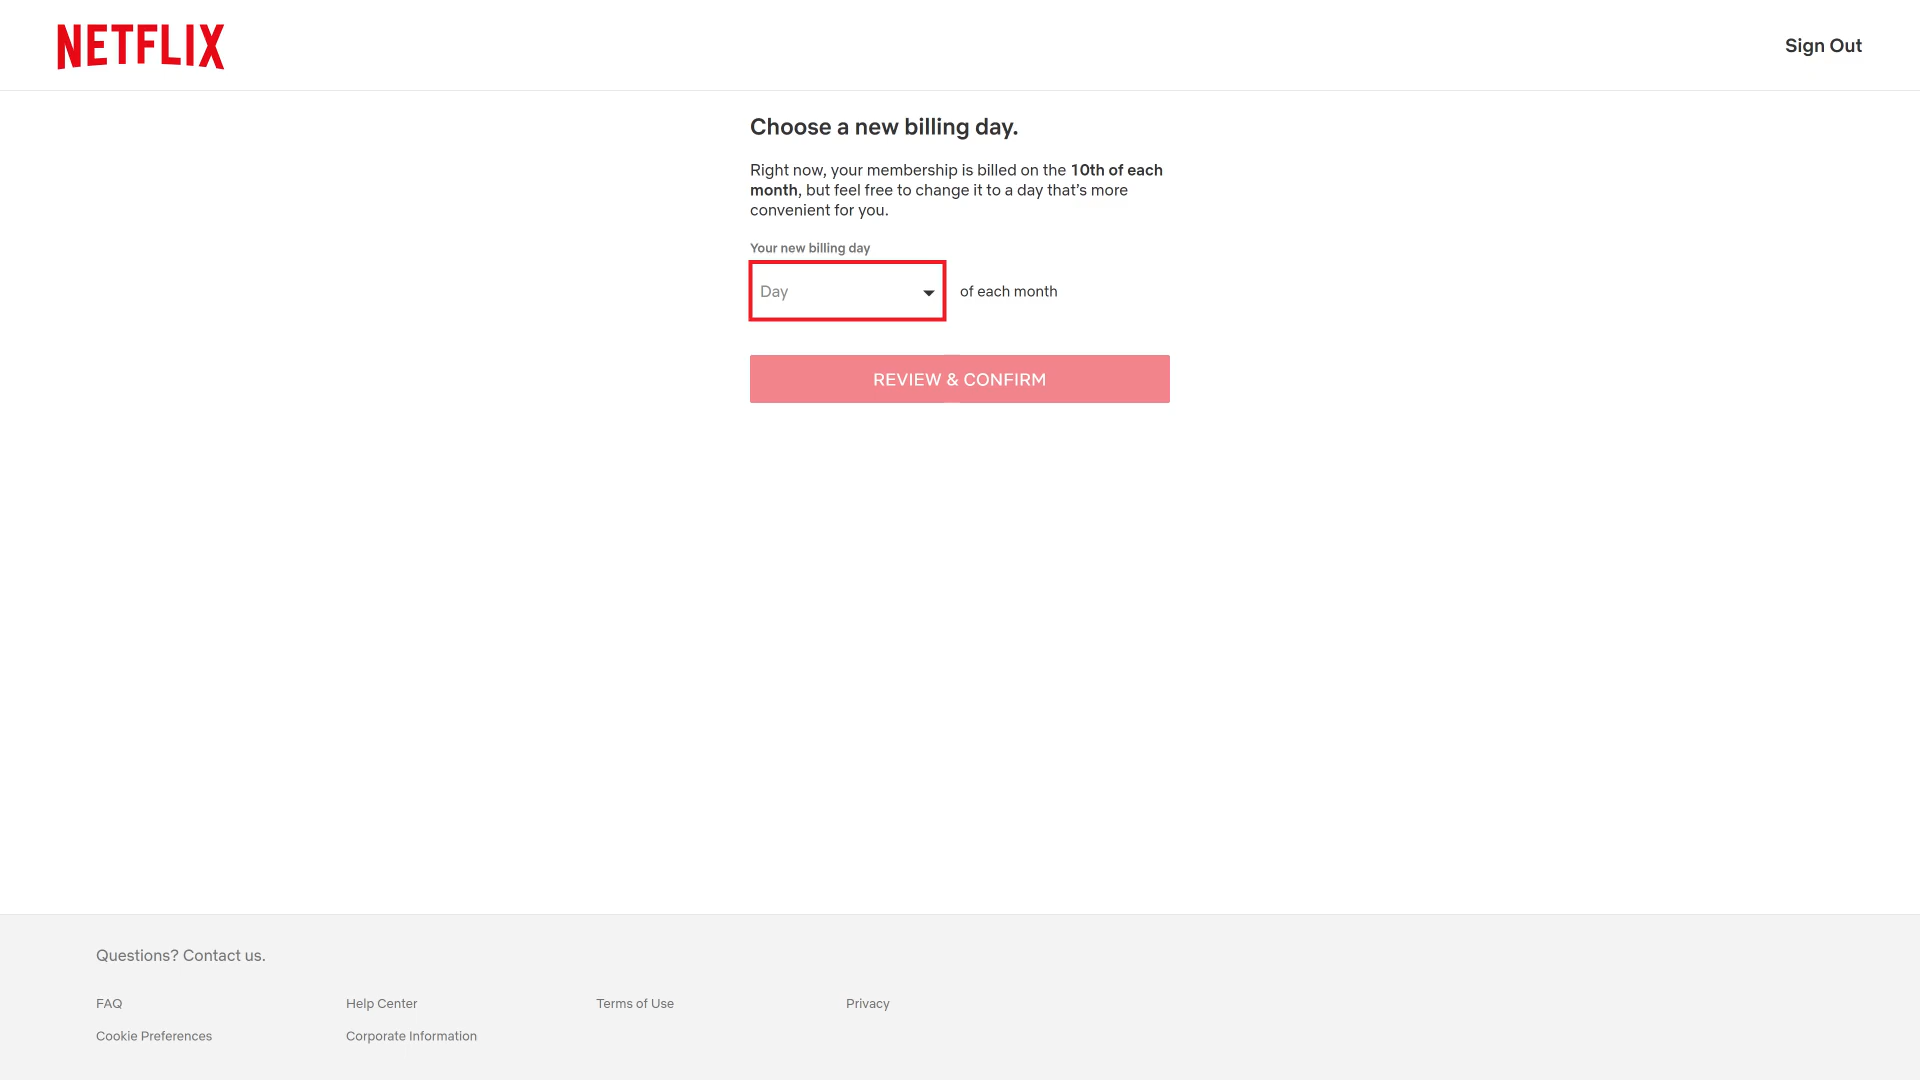 NETFLIX
Sign Out
Choose a new billing day.
Right now, your membership is billed on the 10th of each
month, but feel free to change it to a day that's more
convenient for you.
Your new billing day
Day
of each month
REVIEW & CONFIRM
Questions? Contact us.
FAQ
Help Center
Terms of Use
Privacy
Cookie Preferences
Corporate Information